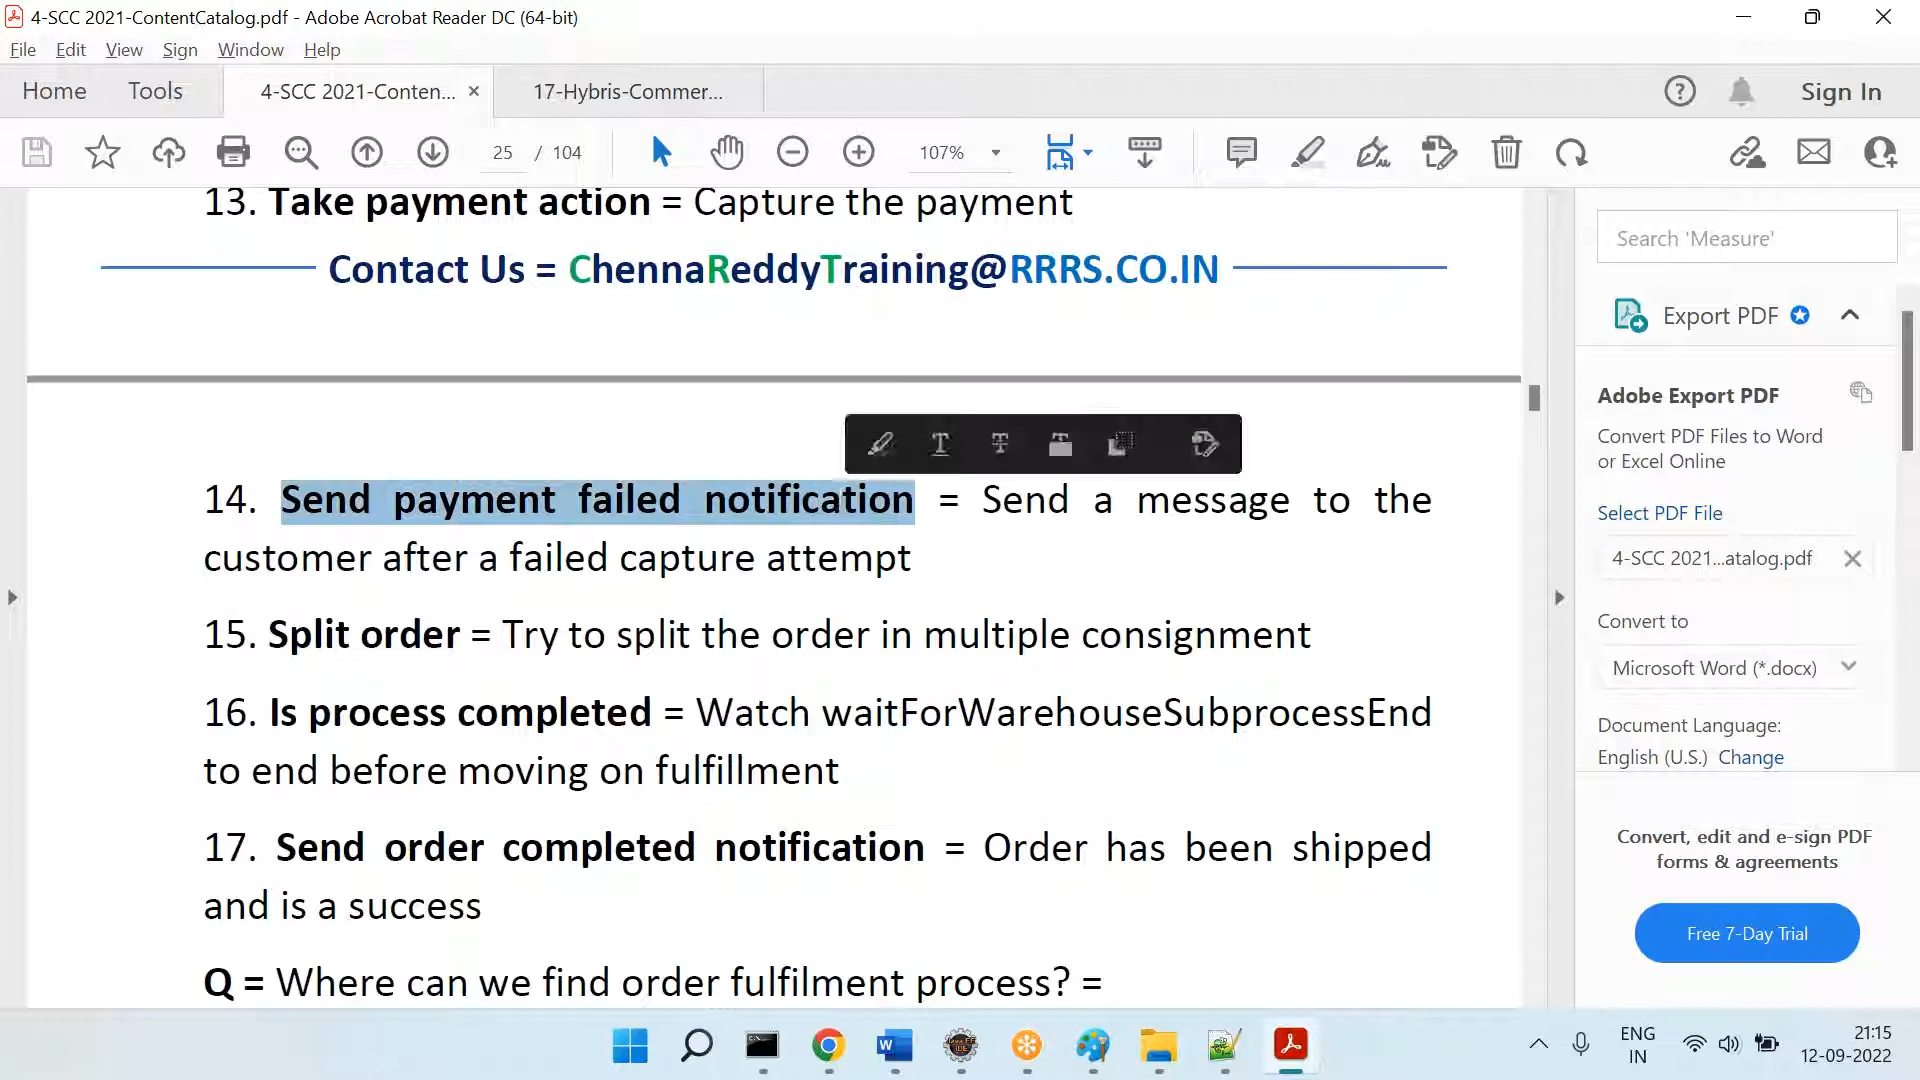 4-SCC 2021-ContentCatalog.pdf - Adobe Acrobat Reader DC (64-bit)
File Edit View Sign Window Help
Home Tools 4-SCC 2021-Conten... 17-Hybris-Commer... Sign In
25 / 104 107%
13. Take payment action = Capture the payment
Contact Us = ChennaReddyTraining@RRRS.CO.IN
14. Send payment failed notification = Send a message to the
customer after a failed capture attempt
15. Split order = Try to split the order in multiple consignment
16. Is process completed = Watch waitForWarehouseSubprocessEnd
to end before moving on fulfillment
17. Send order completed notification = Order has been shipped
and is a success
Q = Where can we find order fulfilment process? =
Search 'Measure'
Export PDF
Adobe Export PDF
Convert PDF Files to Word
or Excel Online
Select PDF File
4-SCC 2021...atalog.pdf
Convert to
Microsoft Word (*.docx)
Document Language:
English (U.S.) Change
Convert, edit and e-sign PDF
forms & agreements
Free 7-Day Trial
ENG
IN
21:15
12-09-2022